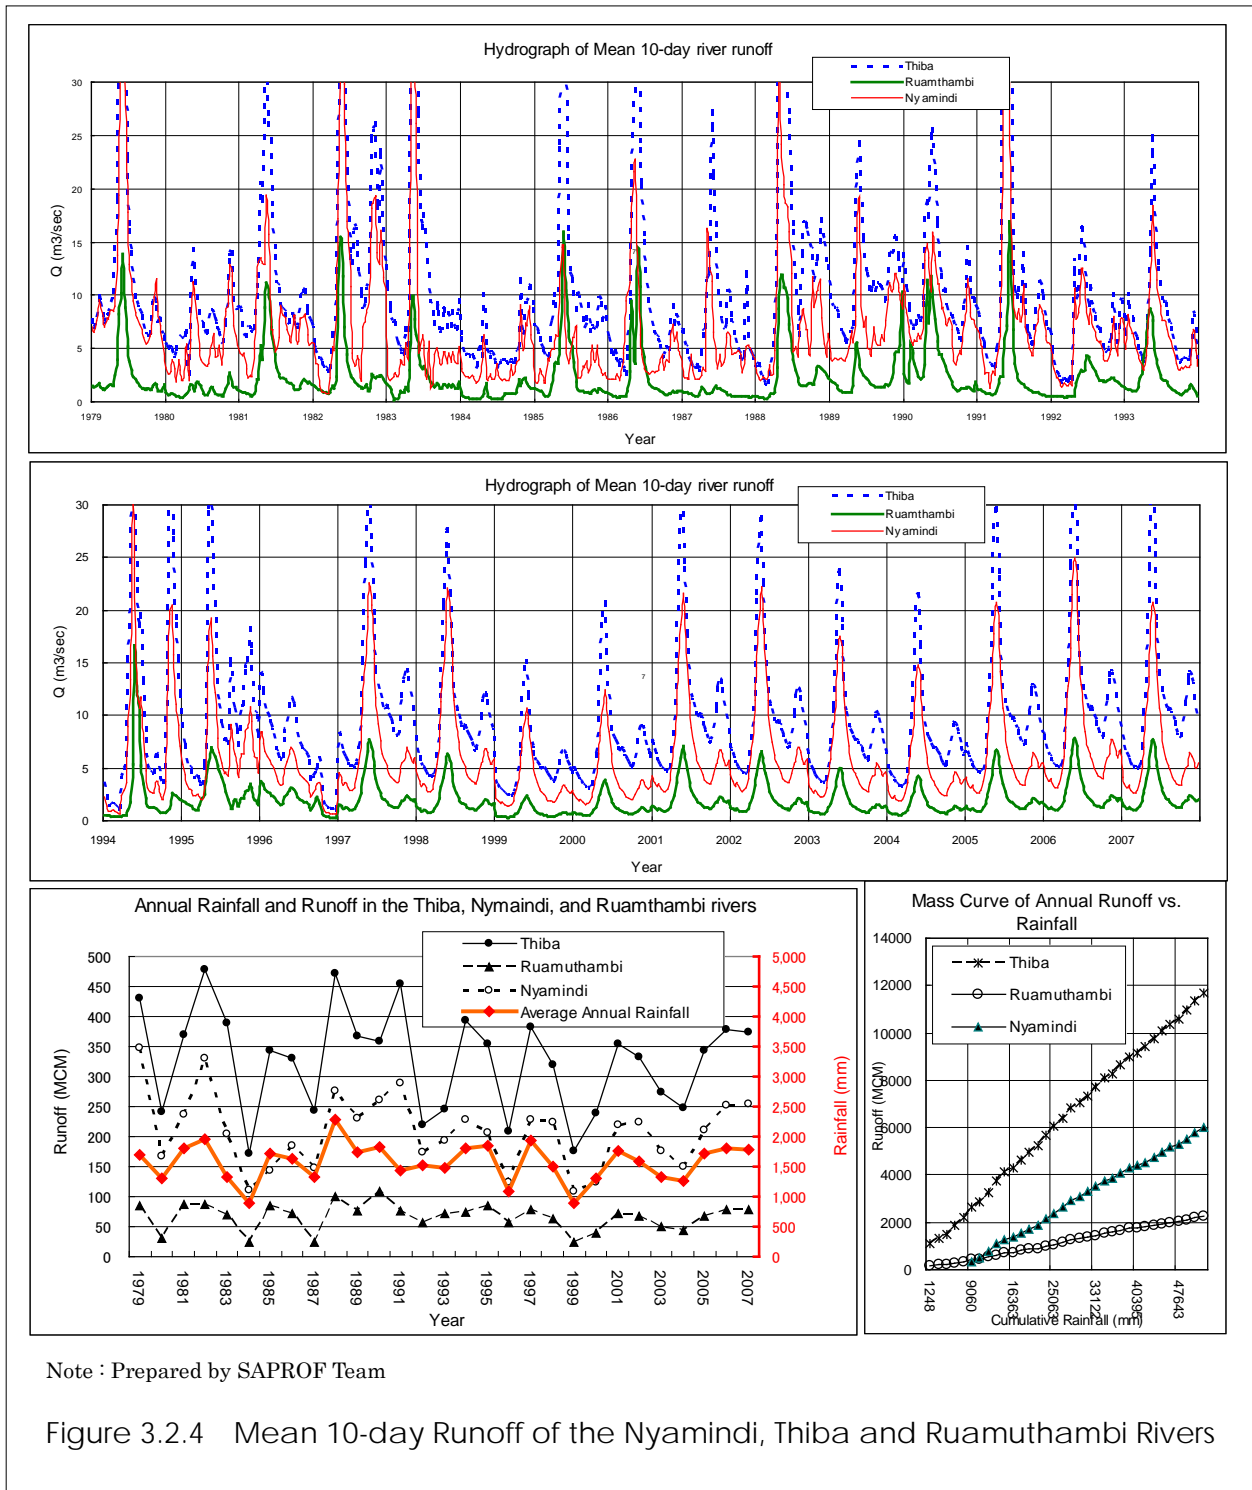 Hydrograph of Mean 10-day river runoff
Thiba
Ruamthambi
Nyamindi
30
25
20
15
10
5
0
Q (m3/sec)
7
1979 1980 1981 1982 1983 1984 1985 1986 1987 1988 1989 1990 1991 1992 1993
Year
Hydrograph of Mean 10-day river runoff
Thiba
Ruamthambi
Nyamindi
30
25
20
15
10
5
0
Q (m3/sec)
7
1994 1995 1996 1997 1998 1999 2000 2001 2002 2003 2004 2005 2006 2007
Year
Annual Rainfall and Runoff in the Thiba, Nymaindi, and Ruamthambi rivers
Thiba
Ruamuthambi
Nyamindi
Average Annual Rainfall
500
450
400
350
300
250
200
150
100
50
0
Runoff (MCM)
5,000
4,500
4,000
3,500
3,000
2,500
2,000
1,500
1,000
500
0
Rainfall (mm)
1979 1981 1983 1985 1987 1989 1991 1993 1995 1997 1999 2001 2003 2005 2007
Year
Mass Curve of Annual Runoff vs.
Rainfall
Thiba
Ruamuthambi
Nyamindi
14000
12000
10000
8000
6000
4000
2000
0
Runoff (MCM)
1248 9060 16363 25063 33122 40395 47643
Cumulative Rainfall (mm)
Note : Prepared by SAPROF Team
Figure 3.2.4 Mean 10-day Runoff of the Nyamindi, Thiba and Ruamuthambi Rivers